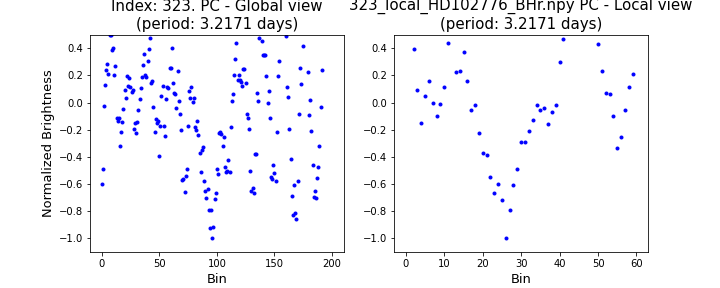 Index: 323. PC - Global view
(period: 3.2171 days)
323_local_HD102776_BHr.npy PC - Local view
(period: 3.2171 days)
Normalized Brightness
0.4
0.2
0.0
−0.2
−0.4
−0.6
−0.8
−1.0
0 50 100 150 200
Bin
0.4
0.2
0.0
−0.2
−0.4
−0.6
−0.8
−1.0
0 10 20 30 40 50 60
Bin